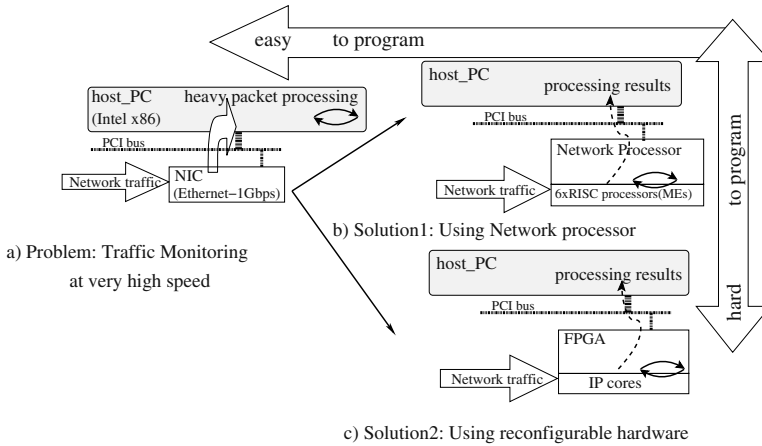 easy to program
host_PC heavy packet processing
(Intel x86)
PCI bus
NIC
(Ethernet−1Gbps)
Network traffic
a) Problem: Traffic Monitoring
at very high speed
host_PC
processing results
PCI bus
Network Processor
Network traffic
6xRISC processors(MEs)
b) Solution1: Using Network processor
host_PC
processing results
PCI bus
FPGA
Network traffic
IP cores
c) Solution2: Using reconfigurable hardware
hard to program